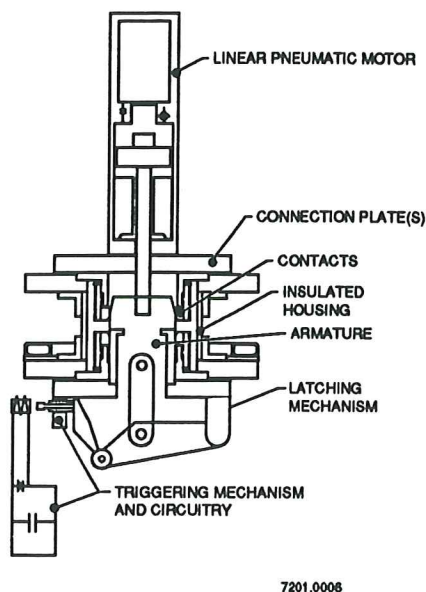 LINEAR PNEUMATIC MOTOR
CONNECTION PLATE(S)
CONTACTS
INSULATED
HOUSING
ARMATURE
LATCHING
MECHANISM
TRIGGERING MECHANISM
AND CIRCUITRY
7201.0006